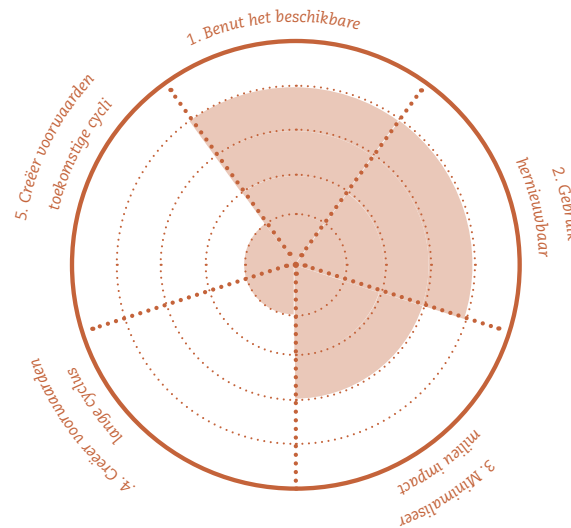 1. Benut het beschikbare
2. Gebruik
hernieuwbaar
3. Minimaliseer
milieu impact
4. Creëer voorwaarden
lange cyclus
5. Creëer voorwaarden
toekomstige cycli